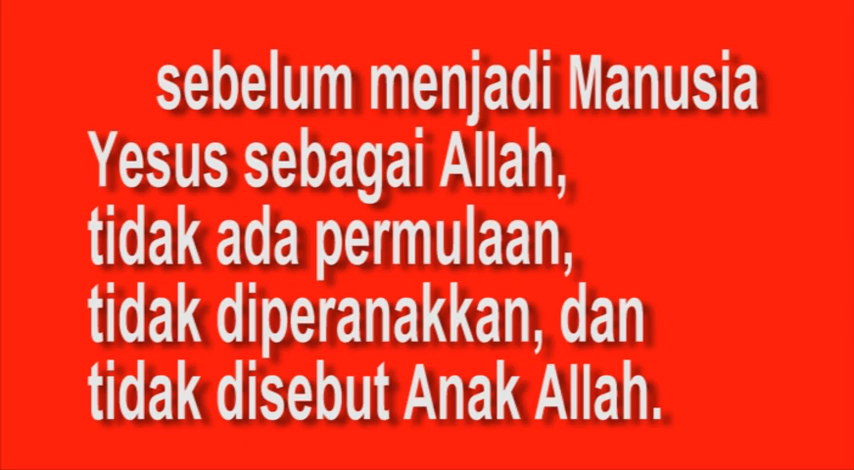 sebelum menjadi Manusia
Yesus sebagai Allah,
tidak ada permulaan,
tidak diperanakkan, dan
tidak disebut Anak Allah.